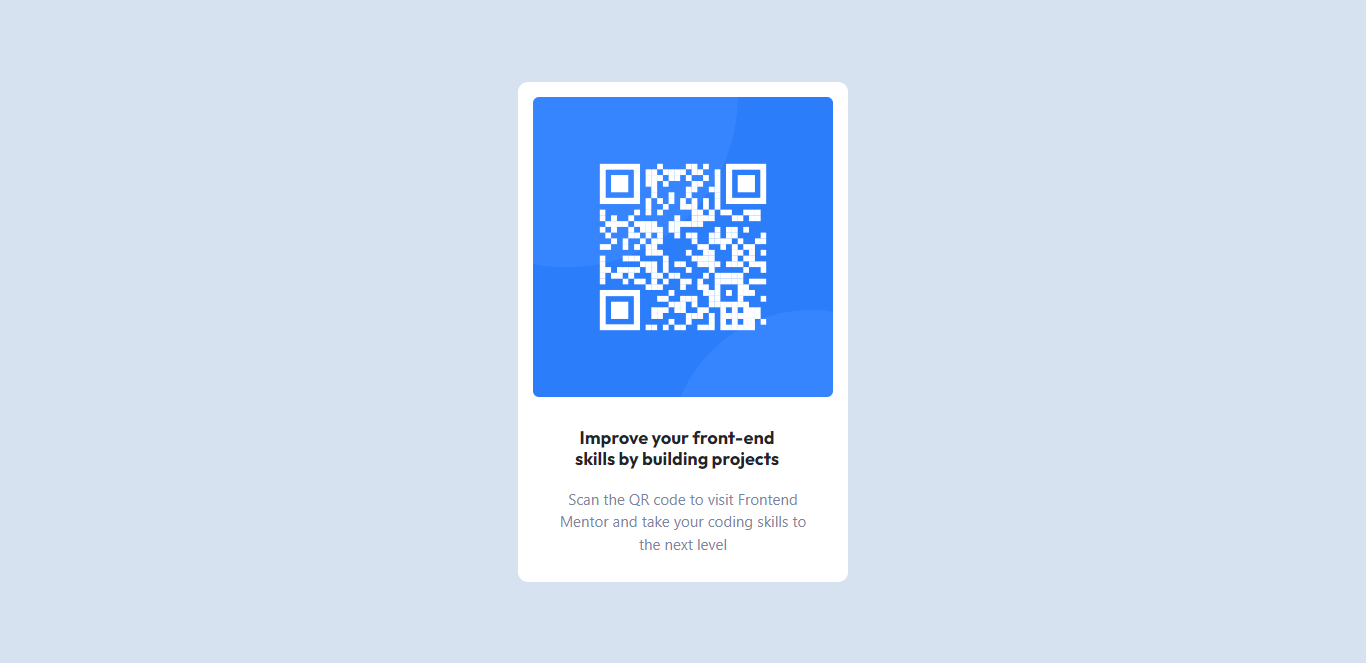 Improve your front-end
skills by building projects
Scan the QR code to visit Frontend
Mentor and take your coding skills to
the next level